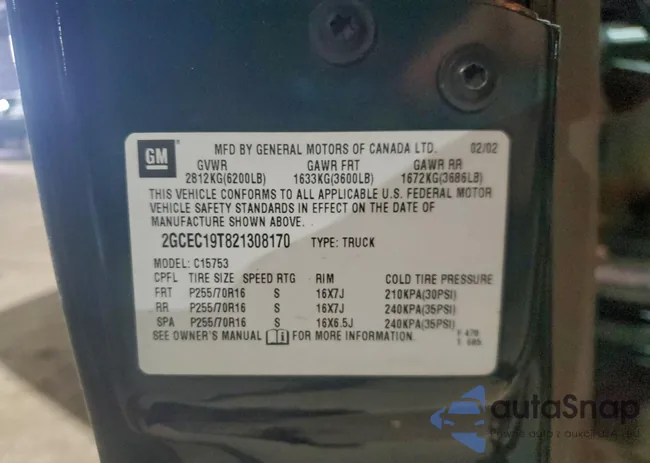 GM
MFD BY GENERAL MOTORS OF CANADA LTD. 02/02
GVWR GAWR FRT GAWR RR
2812KG(6200LB) 1633KG(3600LB) 1672KG(3686LB)
THIS VEHICLE CONFORMS TO ALL APPLICABLE U.S. FEDERAL MOTOR
VEHICLE SAFETY STANDARDS IN EFFECT ON THE DATE OF
MANUFACTURE SHOWN ABOVE.
2GCEC19T821308170 TYPE: TRUCK
MODEL: C15753
CPFL TIRE SIZE SPEED RTG RIM COLD TIRE PRESSURE
FRT P255/70R16 S 16X7J 210KPA(30PSI)
RR P255/70R16 S 16X7J 240KPA(35PSI)
SPA P255/70R16 S 16X6.5J 240KPA(35PSI)
SEE OWNER'S MANUAL FOR MORE INFORMATION.
autoSnap
auta z aukcji